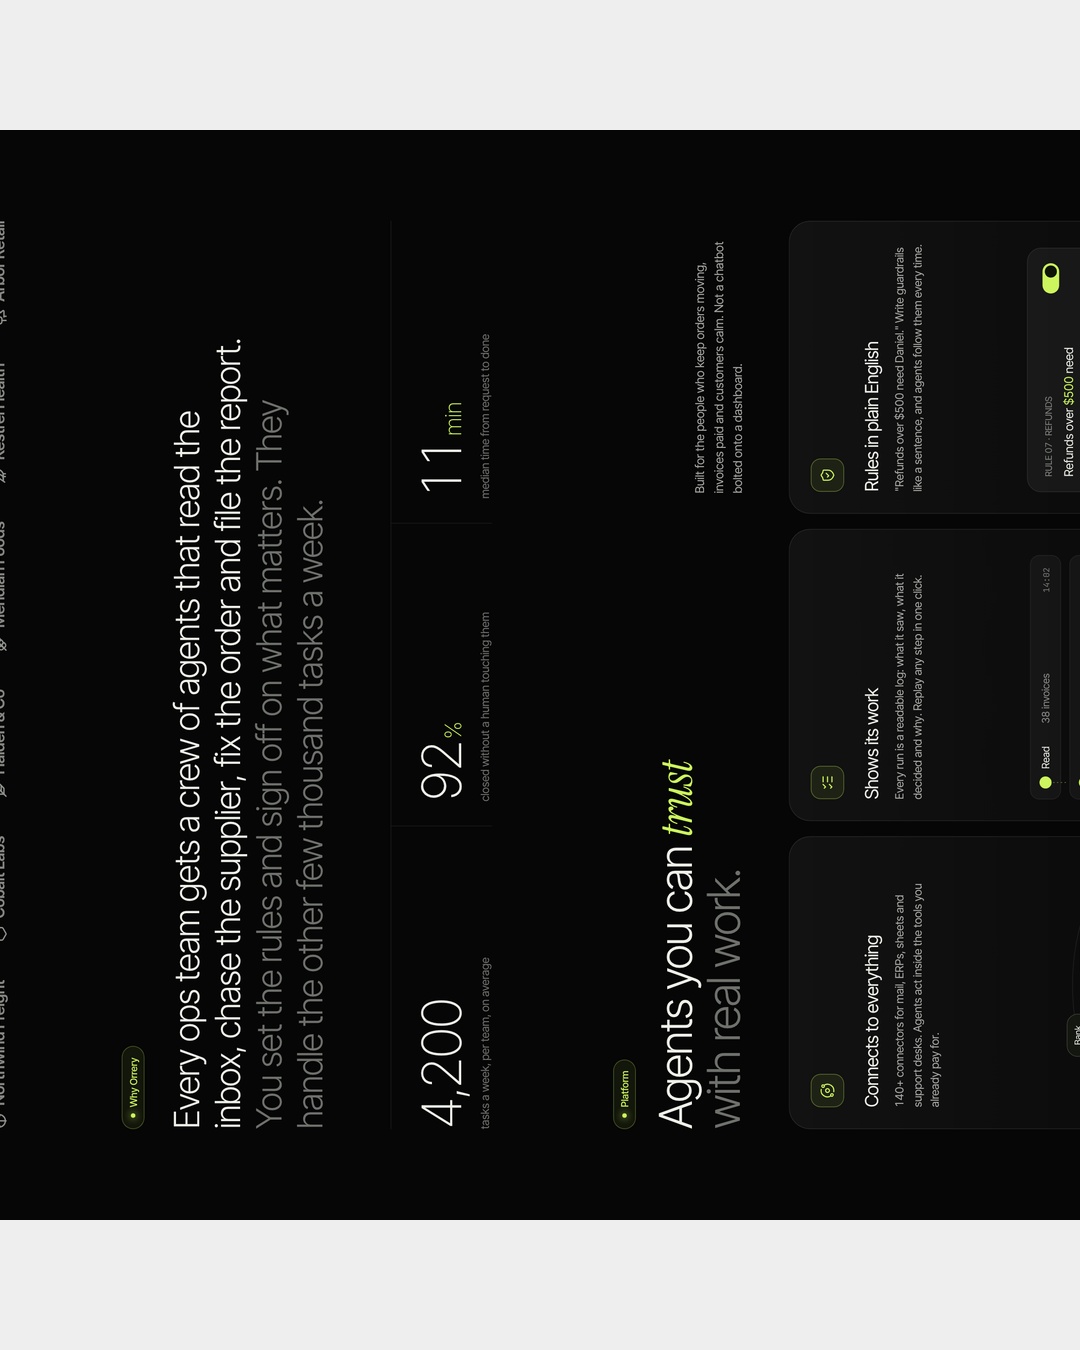 Why Orrery
Every ops team gets a crew of agents that read the
inbox, chase the supplier, fix the order and file the report.
You set the rules and sign off on what matters. They
handle the other few thousand tasks a week.
4,200
tasks a week, per team, on average
92%
closed without a human touching them
11 min
median time from request to done
Platform
Agents you can trust
with real work.
Built for the people who keep orders moving,
invoices paid and customers calm. Not a chatbot
bolted onto a dashboard.
Connects to everything
140+ connectors for mail, ERPs, sheets and
support desks. Agents act inside the tools you
already pay for.
Bank
Shows its work
Every run is a readable log: what it saw, what it
decided and why. Replay any step in one click.
Read 38 invoices 14:02
Rules in plain English
"Refunds over $500 need Daniel." Write guardrails
like a sentence, and agents follow them every time.
RULE 07 · REFUNDS
Refunds over $500 need